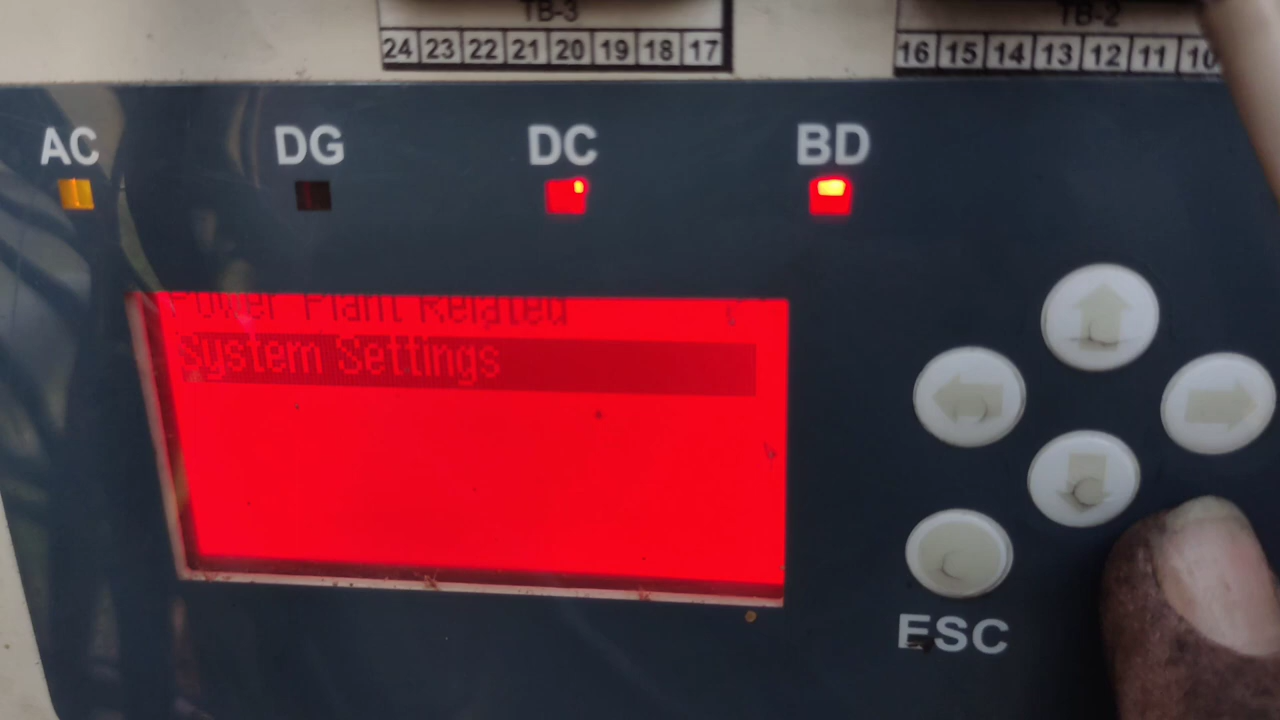 TB-3
TB-2
24 23 22 21 20 19 18 17
16 15 14 13 12 11 10
AC
DG
DC
BD
Power Plant Related
System Settings
ESC